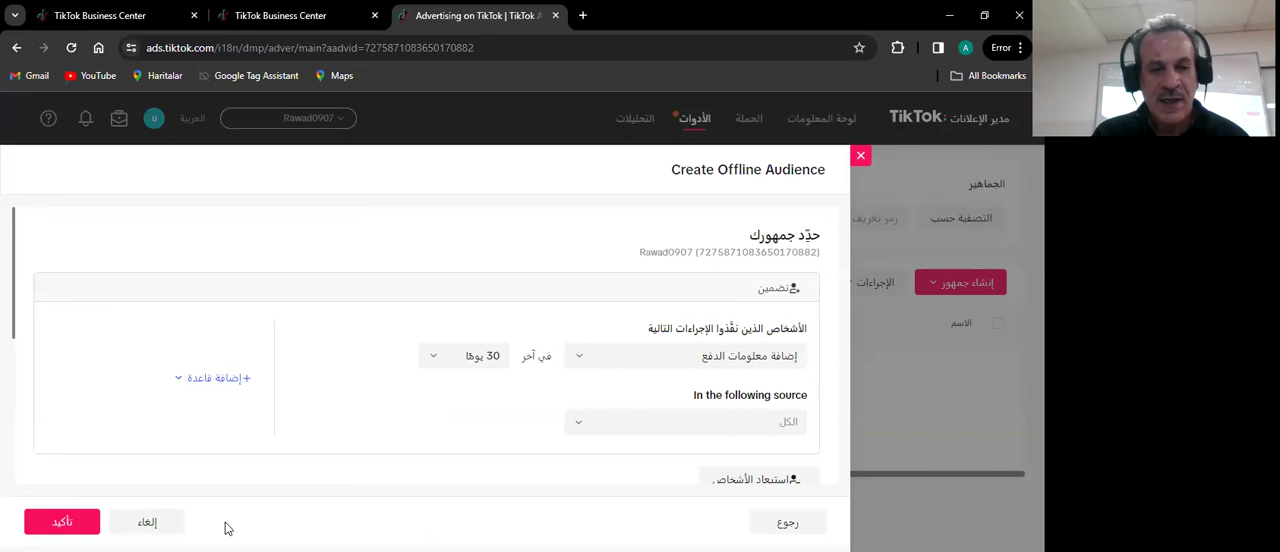 TikTok Business Center
TikTok Business Center
Advertising on TikTok | TikTok A
ads.tiktok.com/i18n/dmp/adver/main?aadvid=7275871083650170882
A
Error
Gmail
YouTube
Haritalar
Google Tag Assistant
Maps
All Bookmarks
TikTok: مدير الإعلانات
لوحة المعلومات
الحملة
الأدوات
التحليلات
Rawad0907
العربية
U
Create Offline Audience
الجماهير
التصفية حسب
رمز تعريف
إنشاء جمهور
الإجراءات
الاسم
حدِّد جمهورك
Rawad0907 (7275871083650170882)
تضمين
الأشخاص الذين نفَّذوا الإجراءات التالية
إضافة معلومات الدفع
في آخر
30 يومًا
+إضافة قاعدة
In the following source
الكل
استبعاد الأشخاص
رجوع
إلغاء
تأكيد